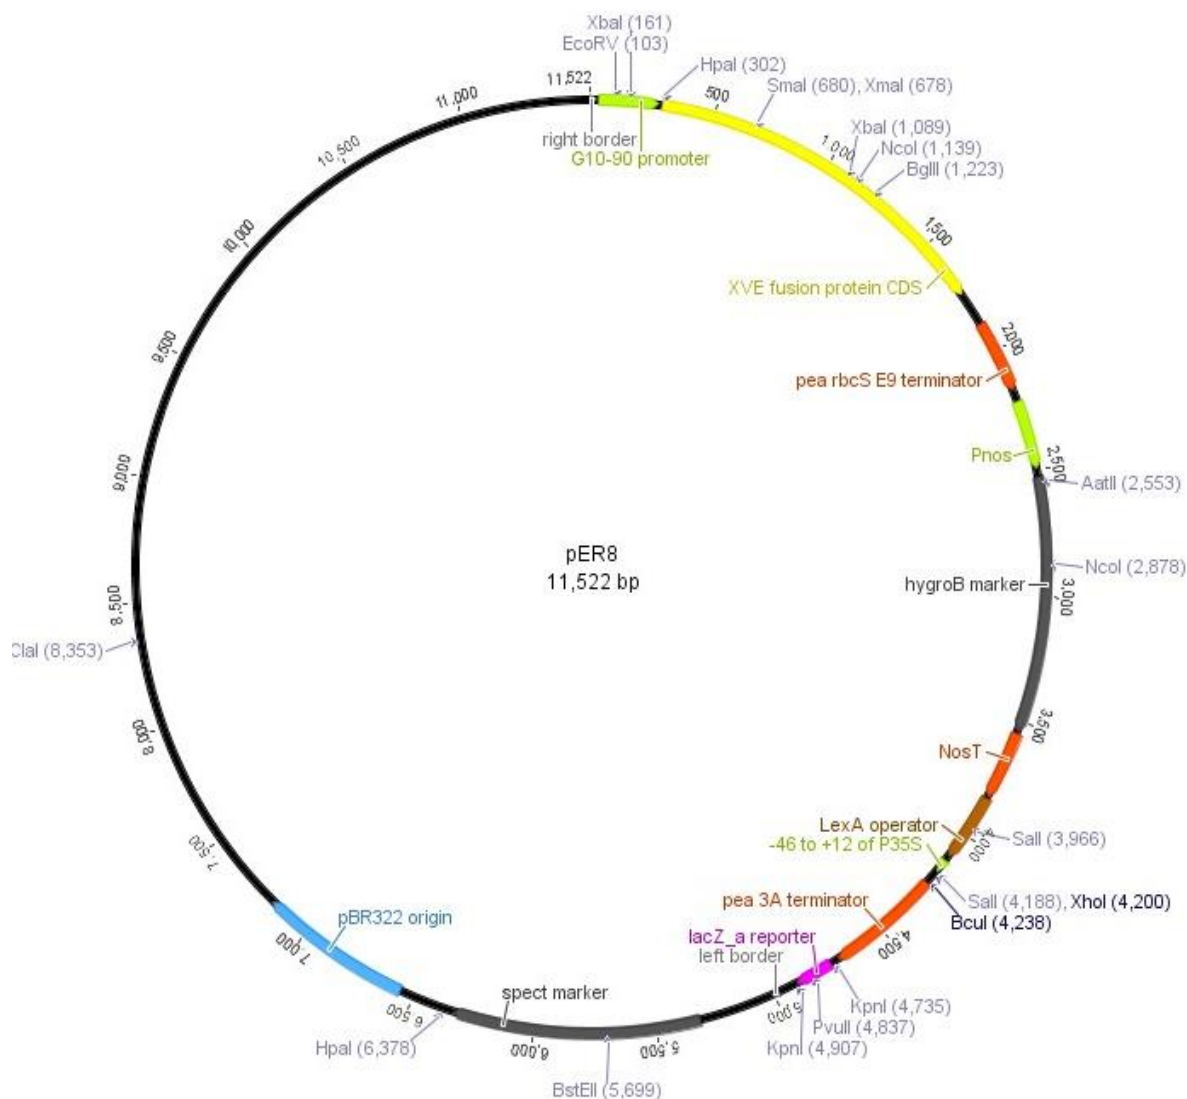 XbaI (161)
EcoRV (103)
HpaI (302)
11,522
500
SmaI (680), XmaI (678)
11,000
right border
G10-90 promoter
XbaI (1,089)
1,000
NcoI (1,139)
BglII (1,223)
10,500
10,000
1,500
XVE fusion protein CDS
9,500
2,000
pea rbcS E9 terminator
Pnos
2,500
9,000
AatII (2,553)
pER8
11,522 bp
NcoI (2,878)
hygroB marker
3,000
8,500
ClaI (8,353)
3,500
8,000
NosT
LexA operator
4,000
SalI (3,966)
-46 to +12 of P35S
7,500
pea 3A terminator
SalI (4,188), XhoI (4,200)
BcuI (4,238)
pBR322 origin
lacZ_a reporter
4,500
7,000
left border
spect marker
5,000
KpnI (4,735)
6,500
PvuII (4,837)
HpaI (6,378)
6,000
5,500
KpnI (4,907)
BstEII (5,699)